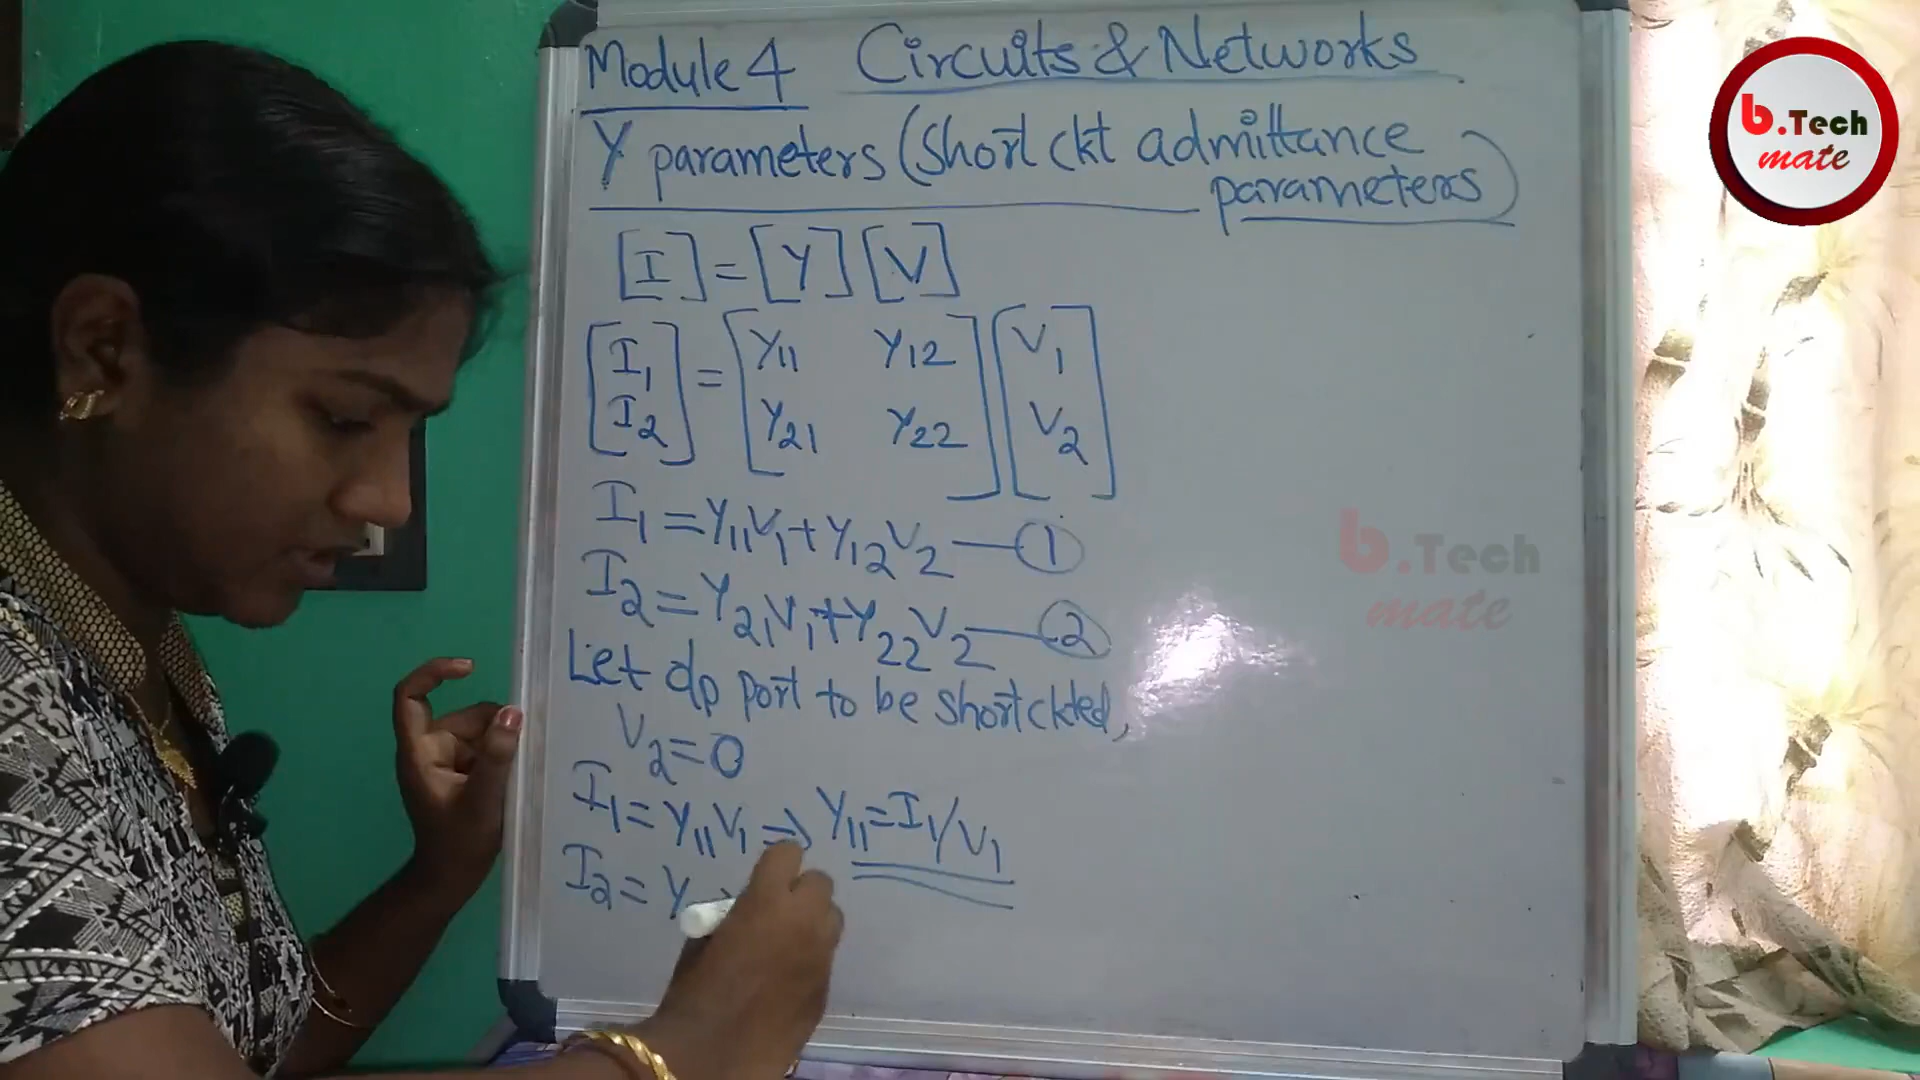 Module 4 Circuits & Networks
Y parameters (Short ckt admittance
parameters)
[I] = [Y] [V]
[I1 I2] = [Y11 Y12 Y21 Y22] [V1 V2]
I1 = Y11V1 + Y12V2 — 1
I2 = Y21V1 + Y22V2 — 2
Let o/p port to be short ckted,
V2 = 0
I1 = Y11V1 ⇒ Y11 = I1/V1
I2 = Y
b.Tech
mate
b.Tech
mate